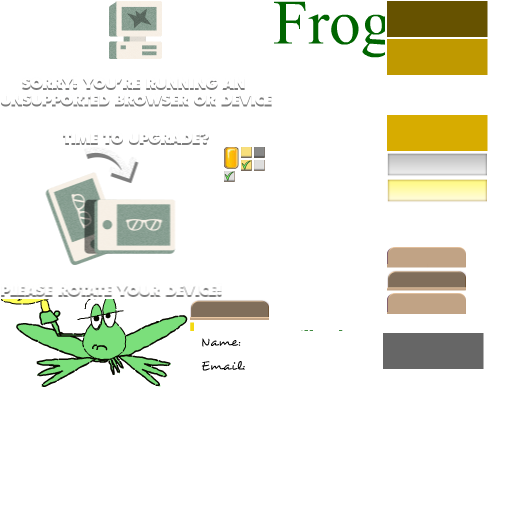 Frog
SORRY! YOU'RE RUNNING AN
UNSUPPORTED BROWSER OR DEVICE
TIME TO UPGRADE?
PLEASE ROTATE YOUR DEVICE!
Name:
Email: